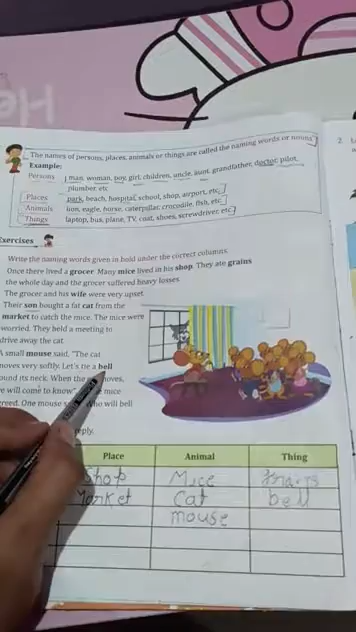 The names of persons, places, animals or things are called the naming words or nouns.
Example:
Persons man, woman, boy, girl, children, uncle, aunt, grandfather, doctor, pilot,
plumber, etc.
Places park, beach, hospital, school, shop, airport, etc.
Animals lion, eagle, horse, caterpillar, crocodile, fish, etc.
Things laptop, bus, plane, TV, coat, shoes, screwdriver, etc.
Exercises
Write the naming words given in bold under the correct columns.
Once there lived a grocer. Many mice lived in his shop. They ate grains
the whole day and the grocer suffered heavy losses.
The grocer and his wife were very upset.
Their son bought a fat cat from the
market to catch the mice. The mice were
worried. They held a meeting to
drive away the cat.
A small mouse said, "The cat
moves very softly. Let's tie a bell
its neck. When the
will come to know"
One mouse will bell
reply.
Place Animal Thing
Shop Mice
Market Cat bell
mouse
2.